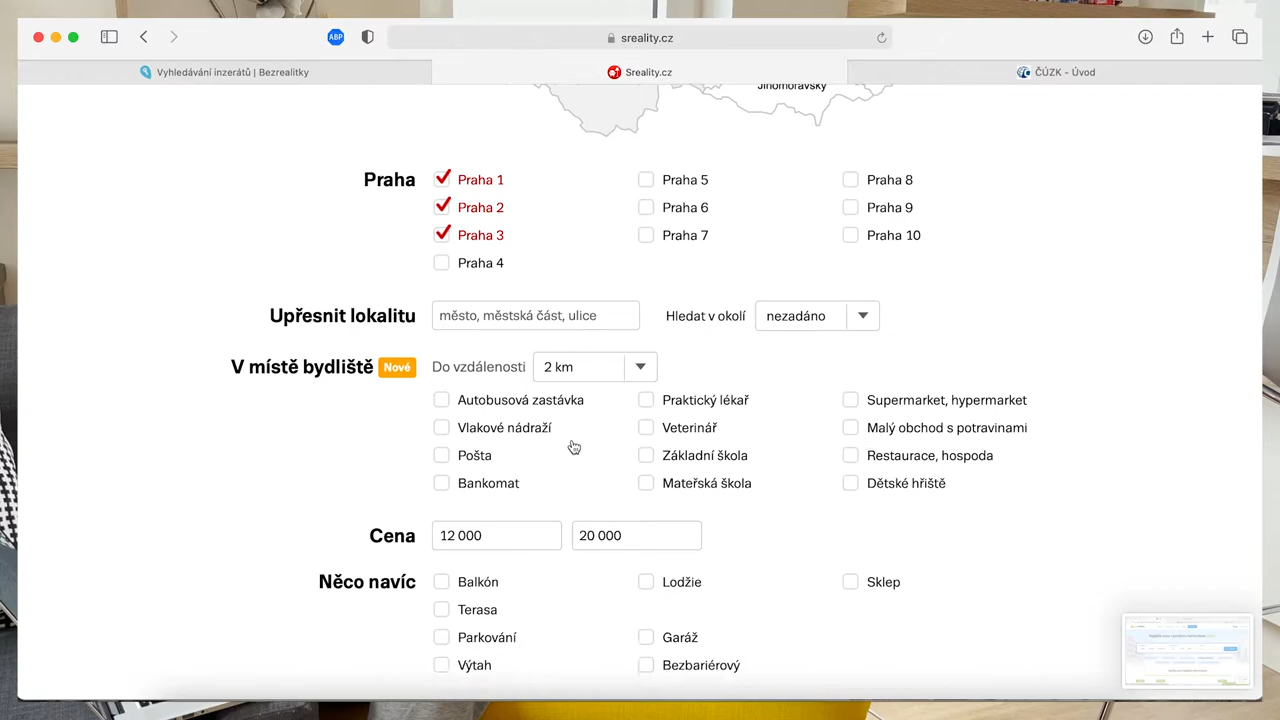 ABP
sreality.cz
Vyhledávání inzerátů | Bezrealitky
Sreality.cz
ČÚZK - Úvod
Jihomoravský
Praha
Praha 1
Praha 5
Praha 8
Praha 2
Praha 6
Praha 9
Praha 3
Praha 7
Praha 10
Praha 4
Upřesnit lokalitu
město, městská část, ulice
Hledat v okolí
nezadáno
V místě bydliště
Nové
Do vzdálenosti
2 km
Autobusová zastávka
Praktický lékař
Supermarket, hypermarket
Vlakové nádraží
Veterinář
Malý obchod s potravinami
Pošta
Základní škola
Restaurace, hospoda
Bankomat
Mateřská škola
Dětské hřiště
Cena
12 000
20 000
Něco navíc
Balkón
Lodžie
Sklep
Terasa
Parkování
Garáž
Výtah
Bezbariérový